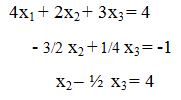 4x₁ + 2x₂ + 3x₃ = 4
- 3/2 x₂ + 1/4 x₃ = -1
x₂ – ½ x₃ = 4